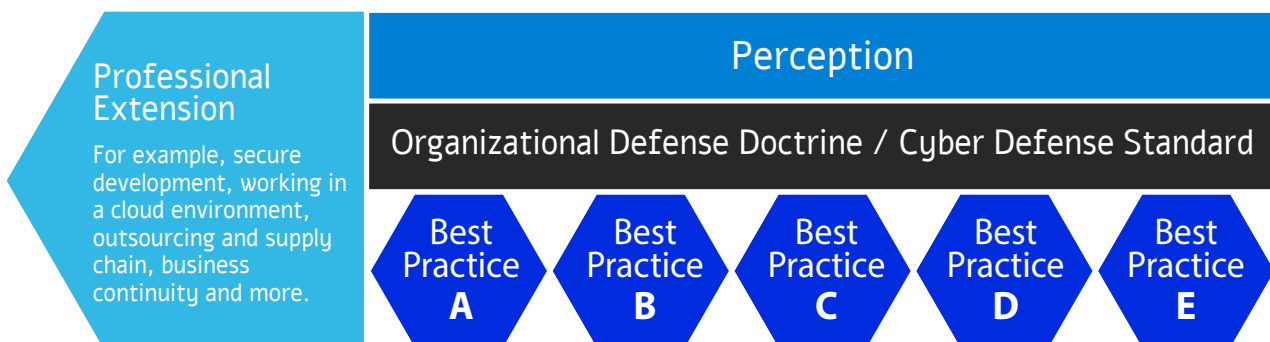 Professional
Extension
For example, secure
development, working in
a cloud environment,
outsourcing and supply
chain, business
continuity and more.
Perception
Organizational Defense Doctrine / Cyber Defense Standard
Best
Practice
A
Best
Practice
B
Best
Practice
C
Best
Practice
D
Best
Practice
E